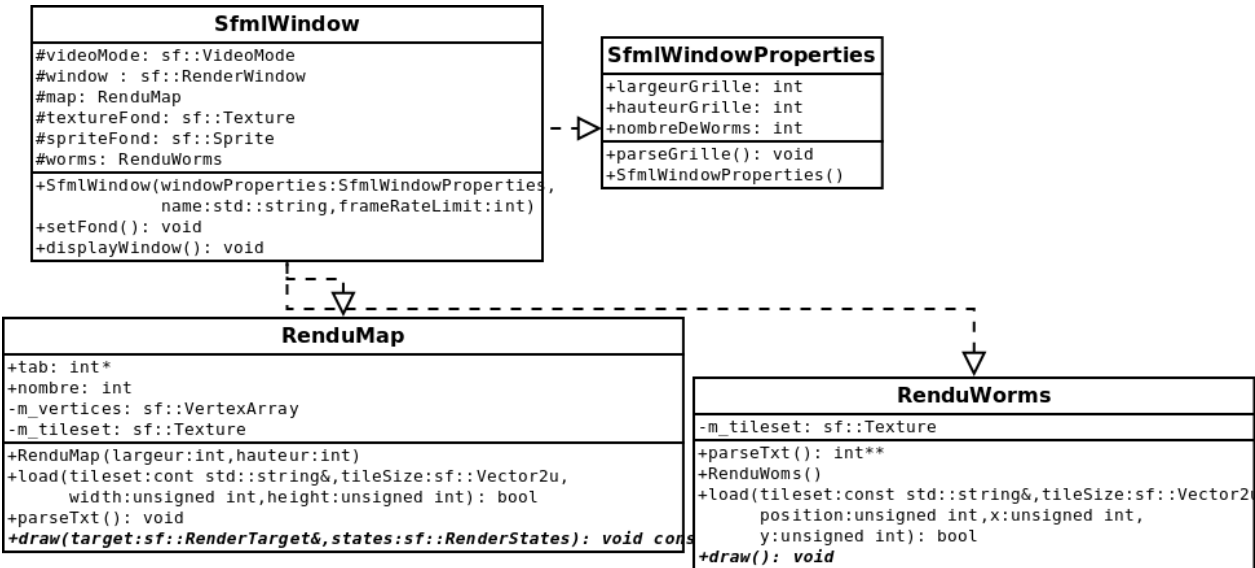 SfmlWindow
#videoMode: sf::VideoMode
#window : sf::RenderWindow
#map: RenduMap
#textureFond: sf::Texture
#spriteFond: sf::Sprite
#worms: RenduWorms
+SfmlWindow(windowProperties:SfmlWindowProperties,
name:std::string,frameRateLimit:int)
+setFond(): void
+displayWindow(): void
SfmlWindowProperties
+largeurGrille: int
+hauteurGrille: int
+nombreDeWorms: int
+parseGrille(): void
+SfmlWindowProperties()
RenduMap
+tab: int*
+nombre: int
-m_vertices: sf::VertexArray
-m_tileset: sf::Texture
+RenduMap(largeur:int,hauteur:int)
+load(tileset:cont std::string&,tileSize:sf::Vector2u,
width:unsigned int,height:unsigned int): bool
+parseTxt(): void
+draw(target:sf::RenderTarget&,states:sf::RenderStates): void cons
RenduWorms
-m_tileset: sf::Texture
+parseTxt(): int**
+RenduWoms()
+load(tileset:const std::string&,tileSize:sf::Vector2u
position:unsigned int,x:unsigned int,
y:unsigned int): bool
+draw(): void